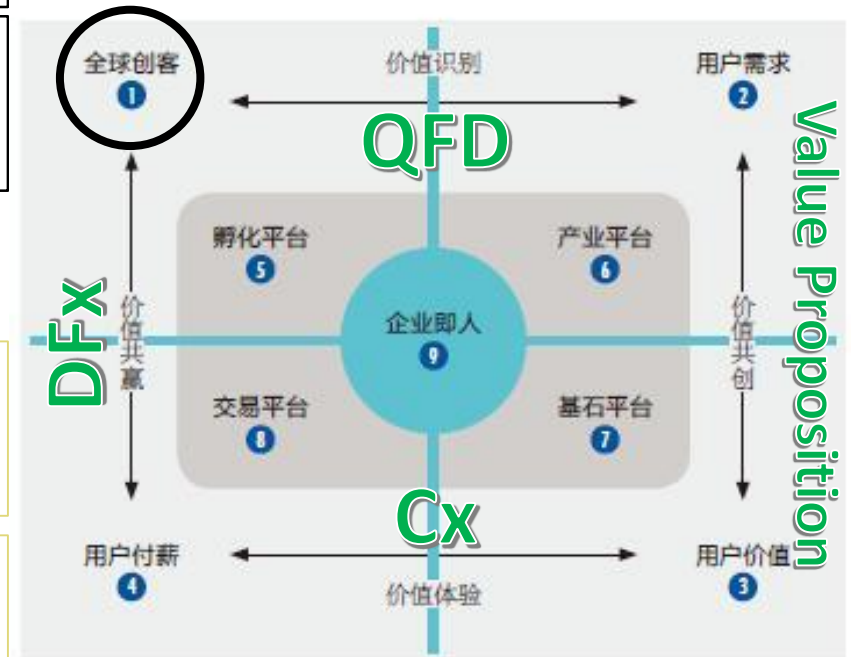 全球创客
1
价值识别
用户需求
2
QFD
Value Proposition
孵化平台
5
产业平台
6
DFx
价值共赢
企业即人
9
价值共创
交易平台
8
基石平台
7
Cx
用户付薪
4
价值体验
用户价值
3